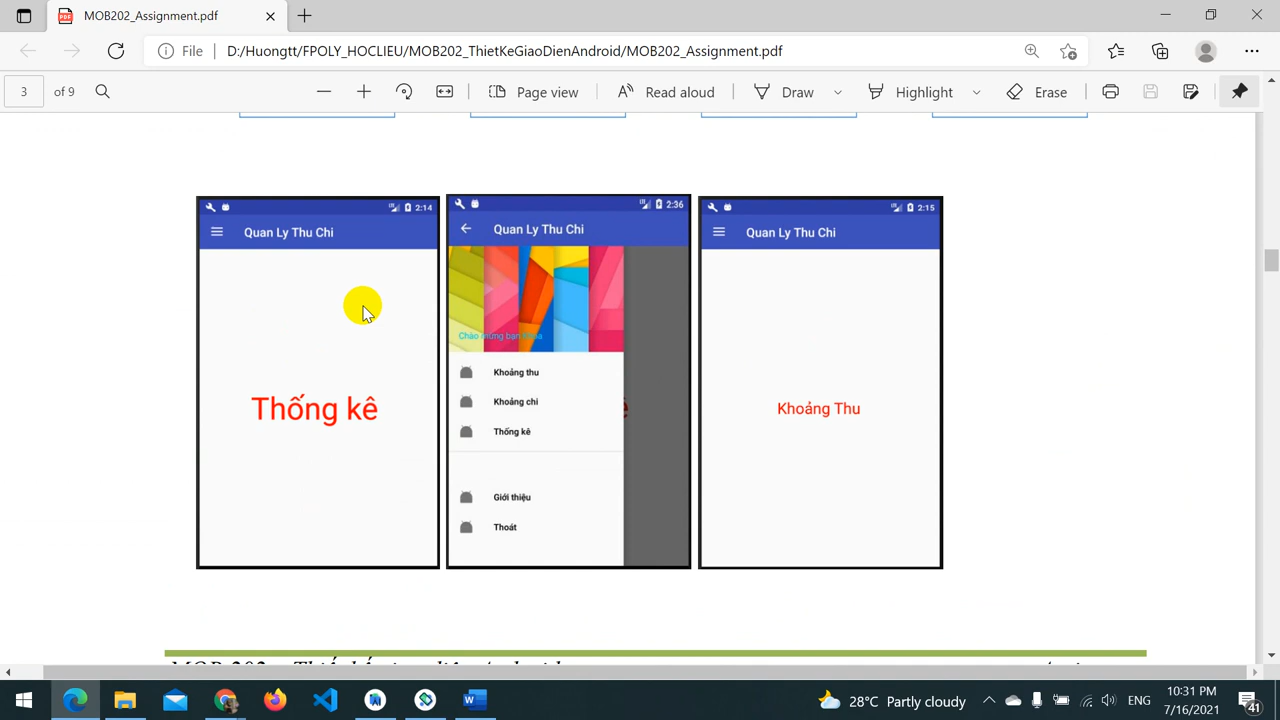 MOB202_Assignment.pdf
File
D:/Huongtt/FPOLY_HOCLIEU/MOB202_ThietKeGiaoDienAndroid/MOB202_Assignment.pdf
3
of 9
Page view
Read aloud
Draw
Highlight
Erase
2:14
Quan Ly Thu Chi
Thống kê
2:36
Quan Ly Thu Chi
Chào mừng bạn
Khoảng thu
Khoảng chi
Thống kê
Giới thiệu
Thoát
2:15
Quan Ly Thu Chi
Khoảng Thu
28°C Partly cloudy
ENG
10:31 PM
7/16/2021
41